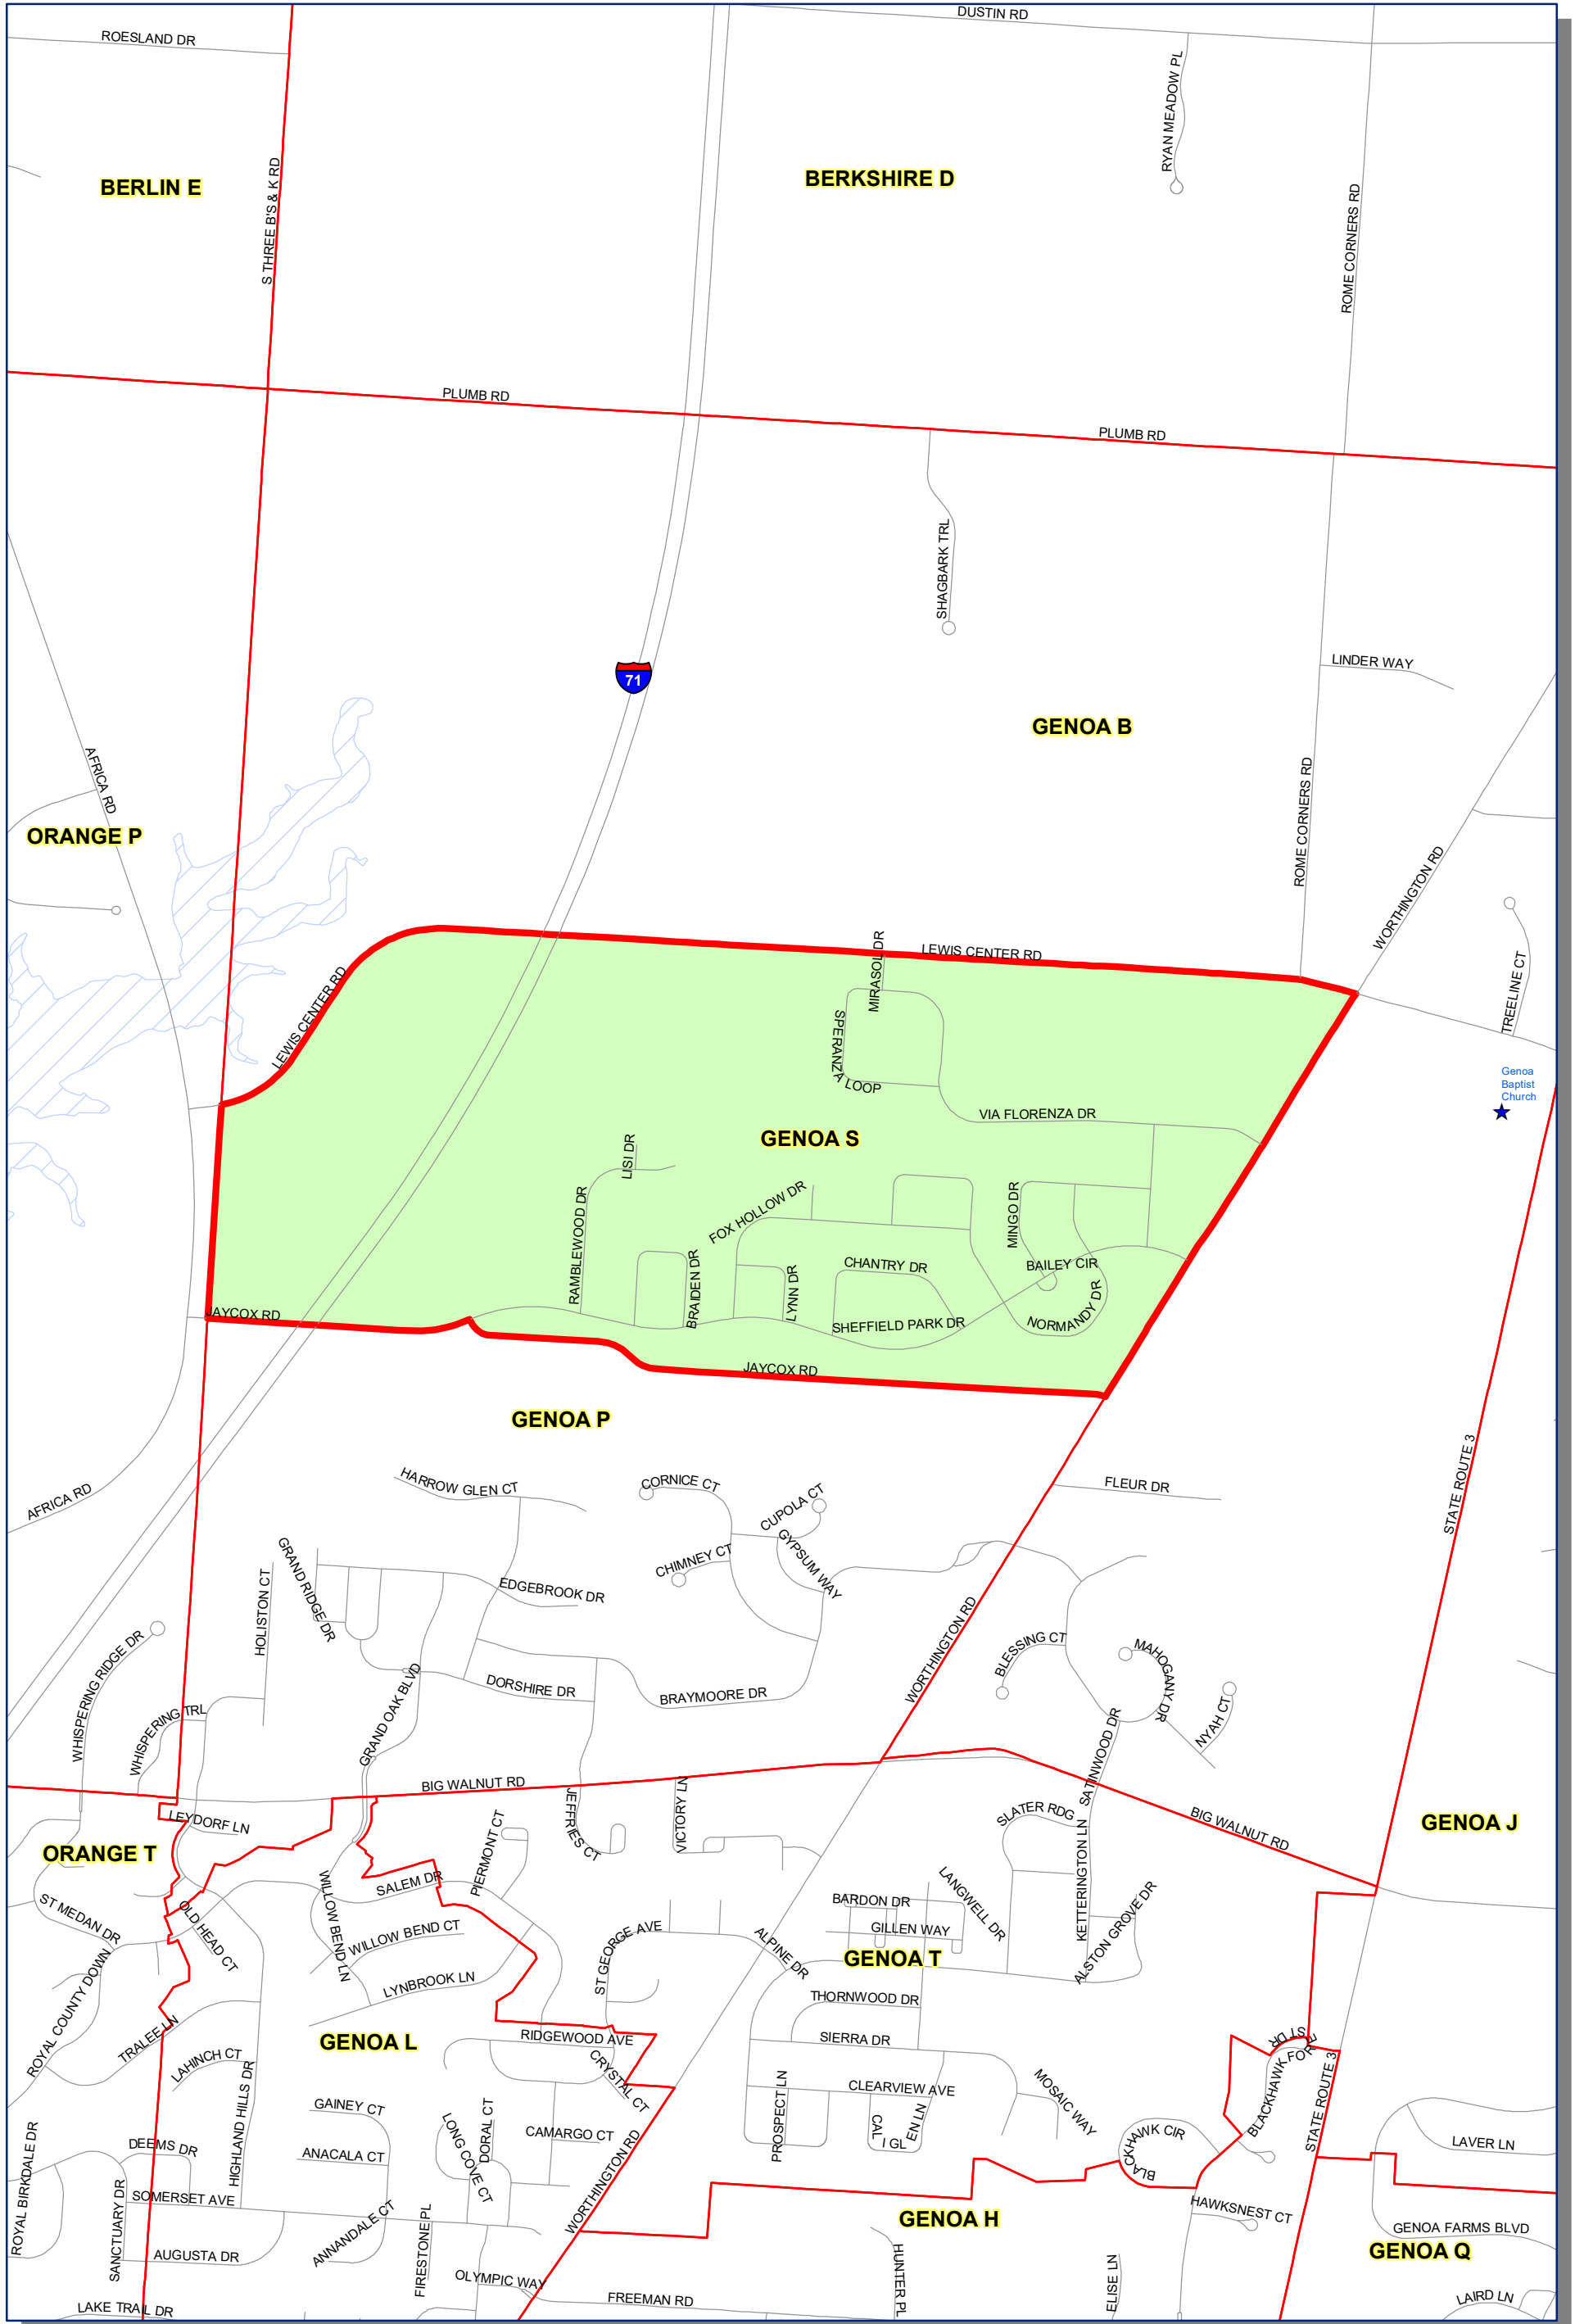 DUSTIN RD
ROESLAND DR
RYAN MEADOW PL
BERLIN E
BERKSHIRE D
S THREE B'S & K RD
ROME CORNERS RD
PLUMB RD
PLUMB RD
SHAGBARK TRL
LINDER WAY
71
GENOA B
AFRICA RD
ORANGE P
ROME CORNERS RD
WORTHINGTON RD
MIRASOL DR
LEWIS CENTER RD
LEWIS CENTER RD
TREELINE CT
SPERANZA LOOP
Genoa
Baptist
Church
VIA FLORENZA DR
GENOA S
LISI DR
RAMBLEWOOD DR
FOX HOLLOW DR
MINGO DR
BRAIDEN DR
LYNN DR
CHANTRY DR
BAILEY CIR
NORMANDY DR
JAYCOX RD
SHEFFIELD PARK DR
JAYCOX RD
GENOA P
STATE ROUTE 3
AFRICA RD
HARROW GLEN CT
CORNICE CT
CUPOLA CT
FLEUR DR
GRAND RIDGE DR
CHIMNEY CT
GYPSUM WAY
HOLISTON CT
EDGEBROOK DR
WORTHINGTON RD
WHISPERING RIDGE DR
BLESSING CT
MAHOGANY DR
DORSHIRE DR
BRAYMOORE DR
NYAH CT
WHISPERING TRL
GRAND OAK BLVD
SATINWOOD DR
BIG WALNUT RD
JEFFRIES CT
VICTORY LN
LEYDORF LN
PIERMONT CT
SLATER RDG
BIG WALNUT RD
GENOA J
ORANGE T
SALEM DR
WILLOW BEND LN
LANGWELL DR
KETTERINGTON LN
ST MEDAN DR
OLD HEAD CT
BARDON DR
GILLEN WAY
ALSTON GROVE DR
WILLOW BEND CT
ST GEORGE AVE
ALPINE DR
GENOA T
LYNBROOK LN
ROYAL COUNTY DOWN
THORNWOOD DR
TRALEE LN
GENOA L
RIDGEWOOD AVE
SIERRA DR
BLACKHAWK FOREST DR
LAHINCH CT
CRYSTAL CT
STATE ROUTE 3
HIGHLAND HILLS DR
PROSPECT LN
CLEARVIEW AVE
MOSAIC WAY
GAINEY CT
LONG COVE CT
DORAL CT
CAMARGO CT
CAL IGL EN LN
BLACKHAWK CIR
DEEMS DR
ANACALA CT
LAVER LN
ROYAL BIRKDALE DR
SOMERSET AVE
SANCTUARY DR
WORTHINGTON RD
HAWKSNEST CT
GENOA H
ANNANDALE CT
FIRESTONE PL
GENOA FARMS BLVD
AUGUSTA DR
GENOA Q
OLYMPIC WAY
HUNTER PL
ELISE LN
FREEMAN RD
LAIRD LN
LAKE TRAIL DR